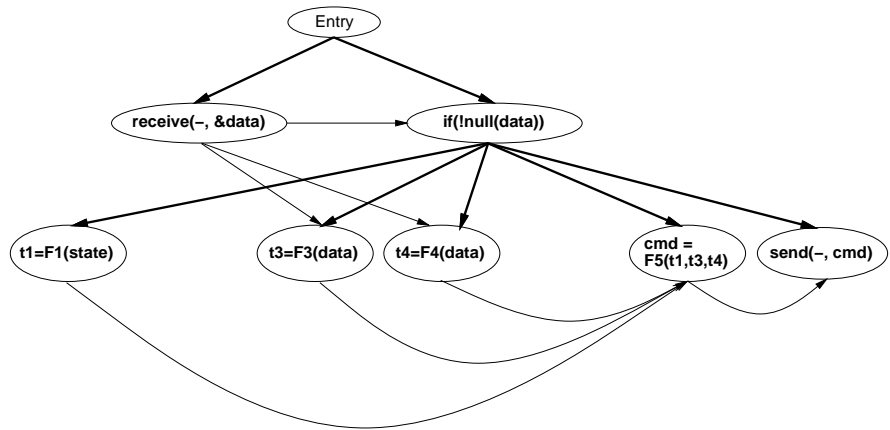 Entry
receive(−, &data)
if(!null(data))
t1=F1(state)
t3=F3(data)
t4=F4(data)
cmd =
F5(t1,t3,t4)
send(−, cmd)